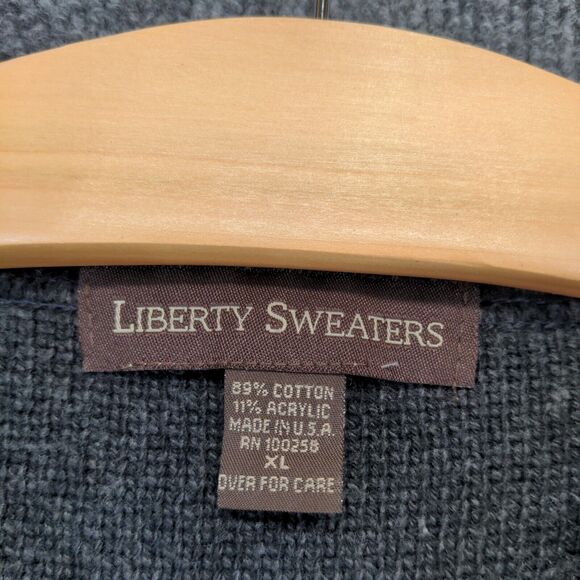 LIBERTY SWEATERS
89% COTTON
11% ACRYLIC
MADE IN U.S.A.
RN 100258
XL
OVER FOR CARE